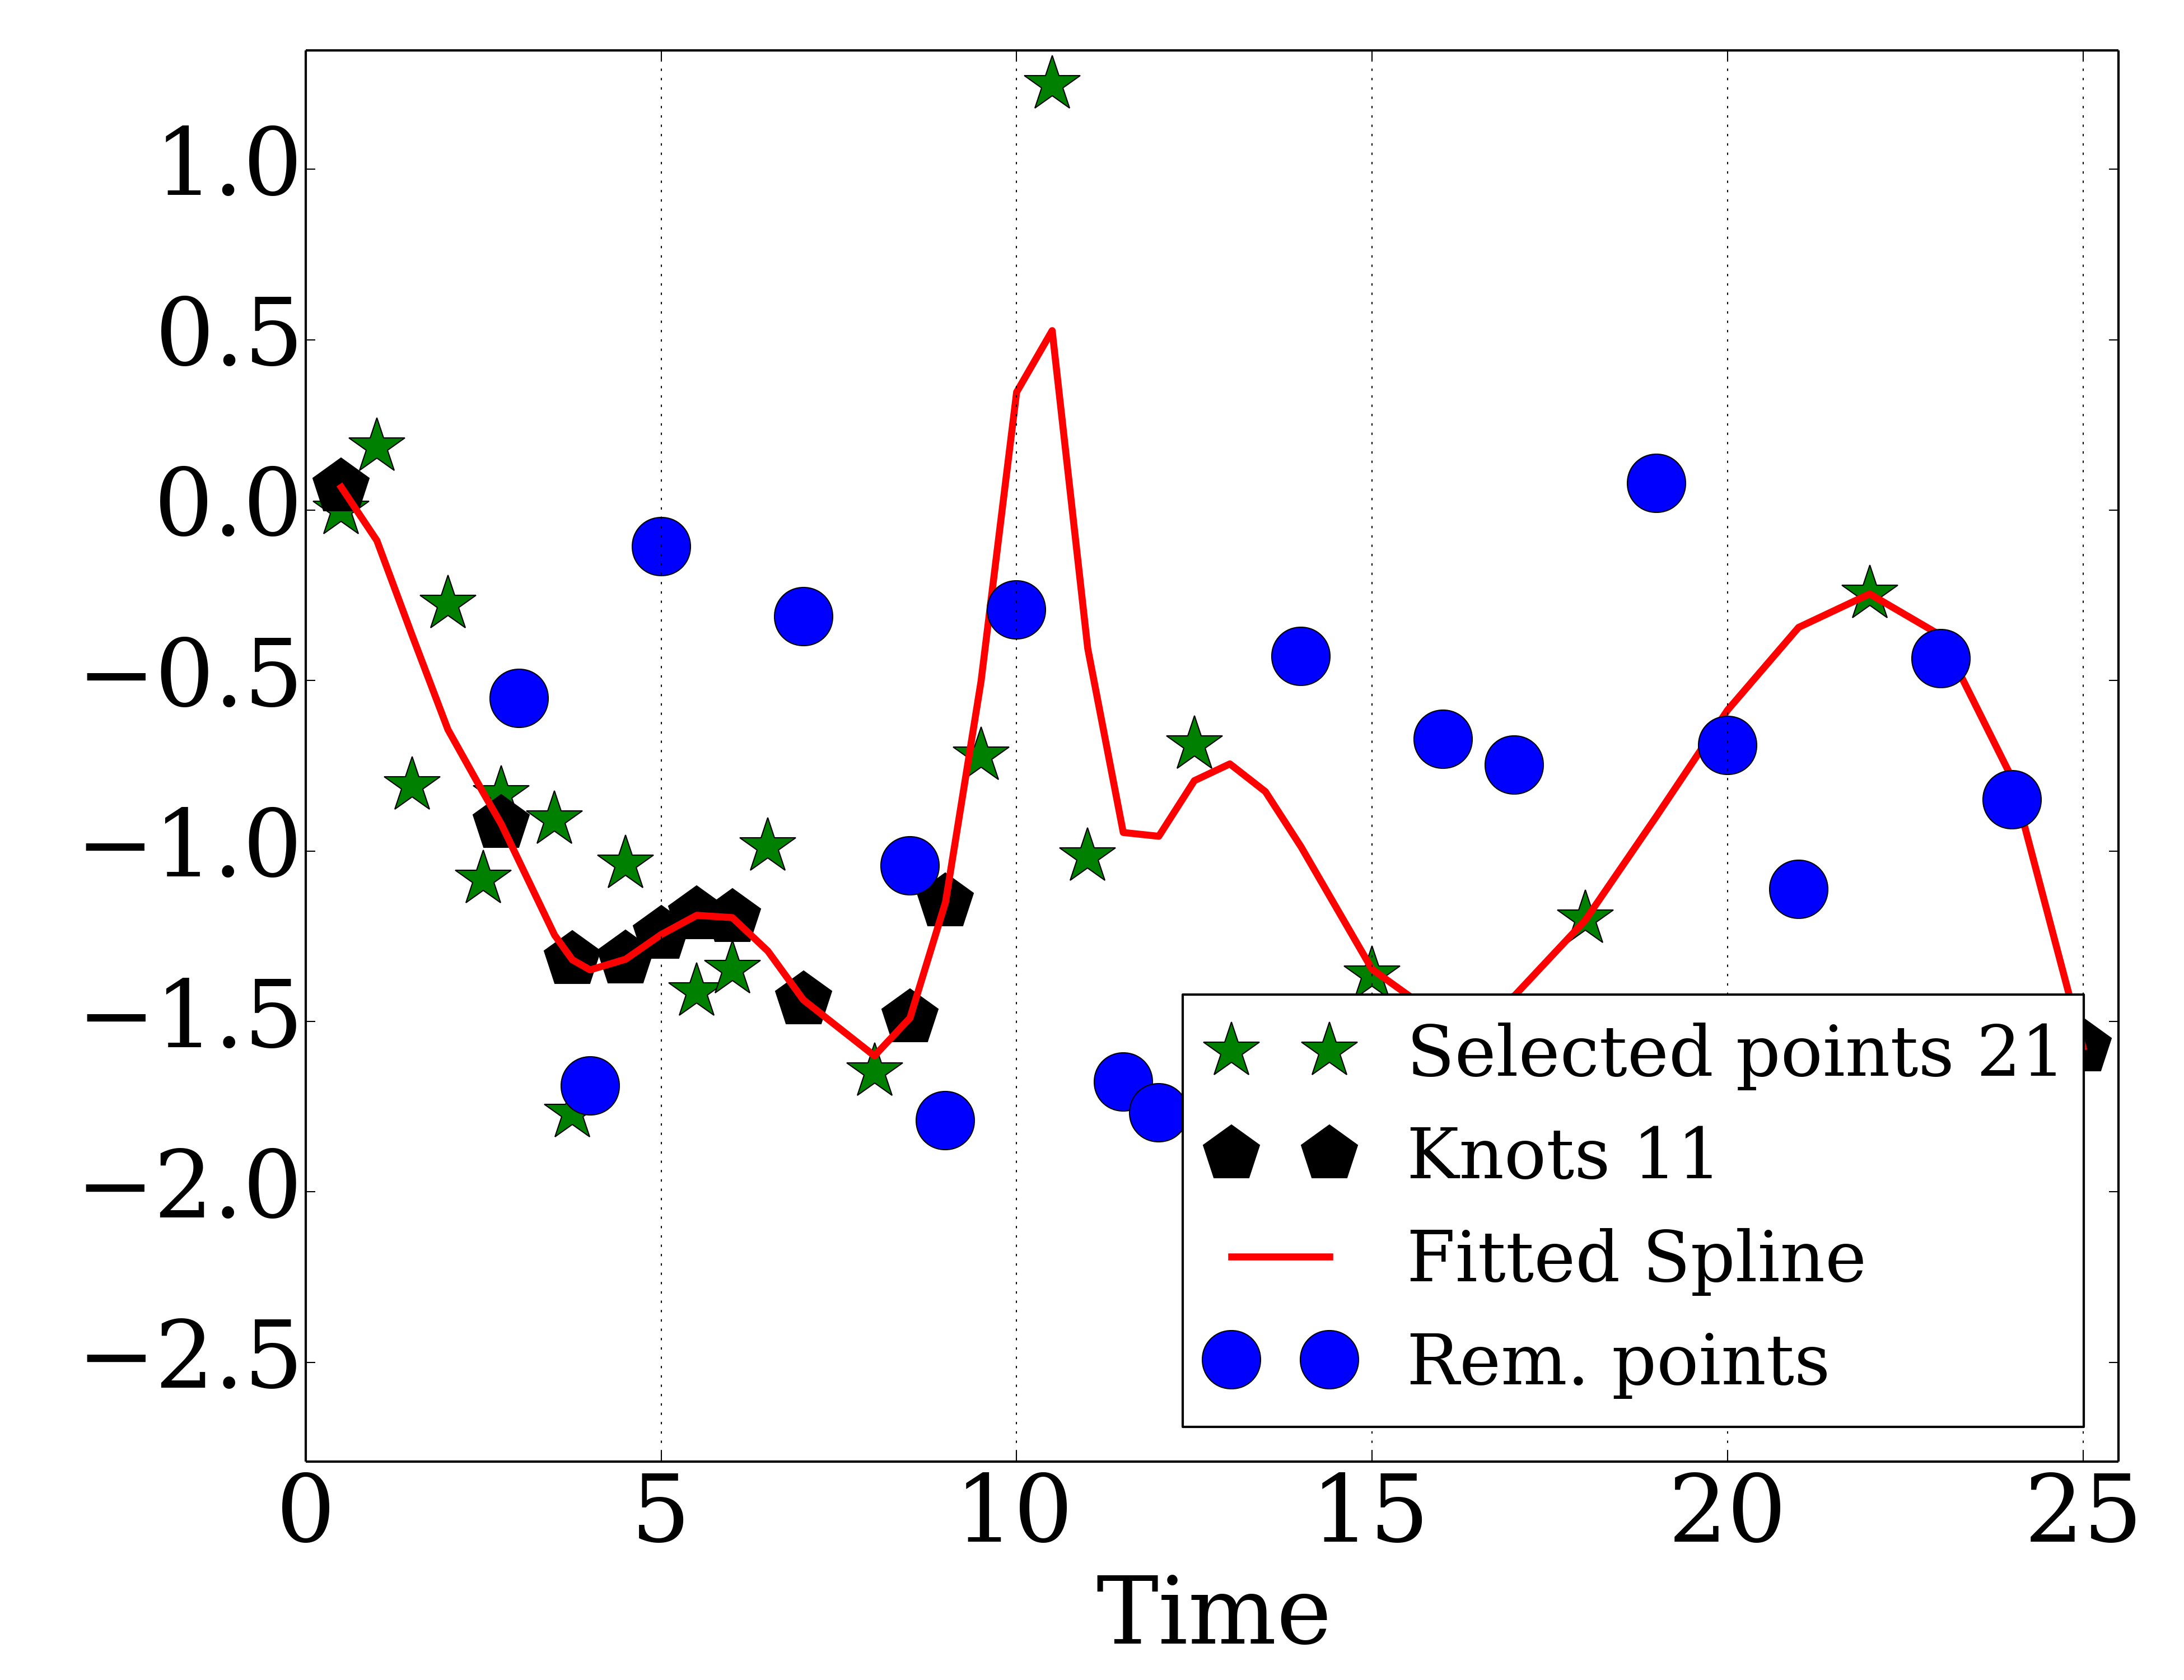 1.0
0.5
0.0
−0.5
−1.0
−1.5
−2.0
−2.5
Selected points 21
Knots 11
Fitted Spline
Rem. points
0 5 10 15 20 25
Time